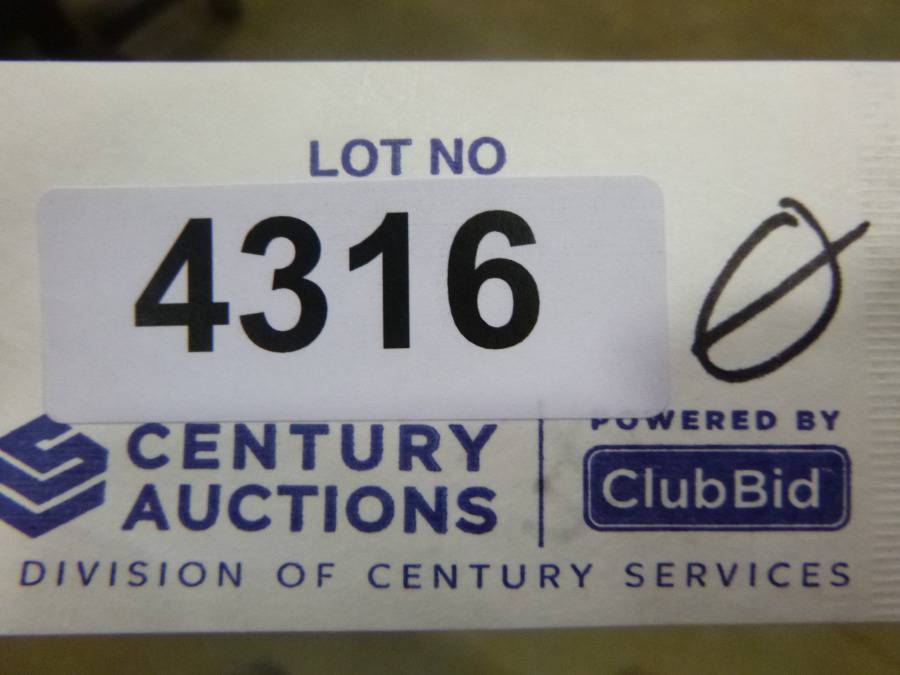 LOT NO
4316 Ø
CENTURY
AUCTIONS
POWERED BY
ClubBid
DIVISION OF CENTURY SERVICES